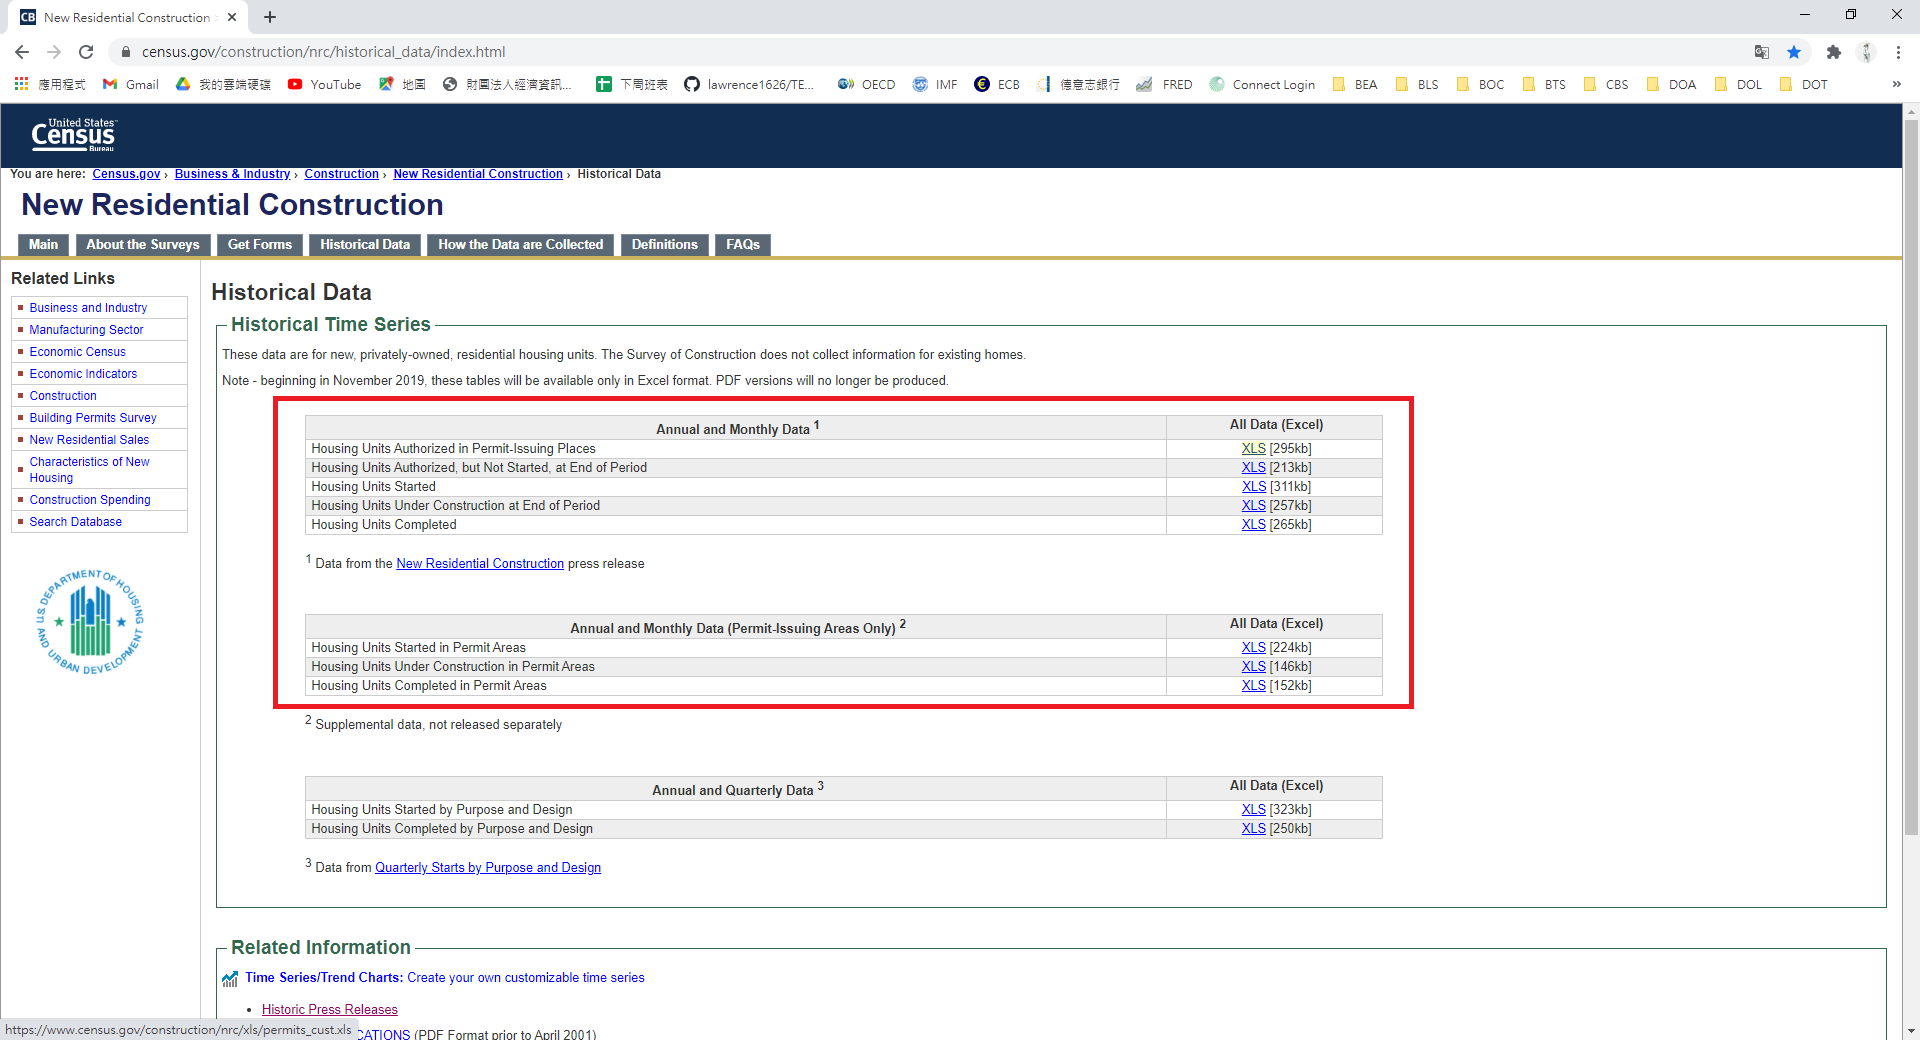 New Residential Construction
census.gov/construction/nrc/historical_data/index.html
應用程式 Gmail 我的雲端硬碟 YouTube 地圖 財團法人經濟資訊... 下周班表 lawrence1626/TE... OECD IMF ECB 德意志銀行 FRED Connect Login BEA BLS BOC BTS CBS DOA DOL DOT »
United States™
Census
Bureau
You are here: Census.gov › Business & Industry › Construction › New Residential Construction › Historical Data
New Residential Construction
Main About the Surveys Get Forms Historical Data How the Data are Collected Definitions FAQs
Related Links
Business and Industry
Manufacturing Sector
Economic Census
Economic Indicators
Construction
Building Permits Survey
New Residential Sales
Characteristics of New
Housing
Construction Spending
Search Database
U.S. DEPARTMENT OF HOUSING AND URBAN DEVELOPMENT
Historical Data
Historical Time Series
These data are for new, privately-owned, residential housing units. The Survey of Construction does not collect information for existing homes.
Note - beginning in November 2019, these tables will be available only in Excel format. PDF versions will no longer be produced.
Annual and Monthly Data 1 All Data (Excel)
Housing Units Authorized in Permit-Issuing Places XLS [295kb]
Housing Units Authorized, but Not Started, at End of Period XLS [213kb]
Housing Units Started XLS [311kb]
Housing Units Under Construction at End of Period XLS [257kb]
Housing Units Completed XLS [265kb]
1 Data from the New Residential Construction press release
Annual and Monthly Data (Permit-Issuing Areas Only) 2 All Data (Excel)
Housing Units Started in Permit Areas XLS [224kb]
Housing Units Under Construction in Permit Areas XLS [146kb]
Housing Units Completed in Permit Areas XLS [152kb]
2 Supplemental data, not released separately
Annual and Quarterly Data 3 All Data (Excel)
Housing Units Started by Purpose and Design XLS [323kb]
Housing Units Completed by Purpose and Design XLS [250kb]
3 Data from Quarterly Starts by Purpose and Design
Related Information
Time Series/Trend Charts: Create your own customizable time series
• Historic Press Releases
CATIONS (PDF Format prior to April 2001)
https://www.census.gov/construction/nrc/xls/permits_cust.xls